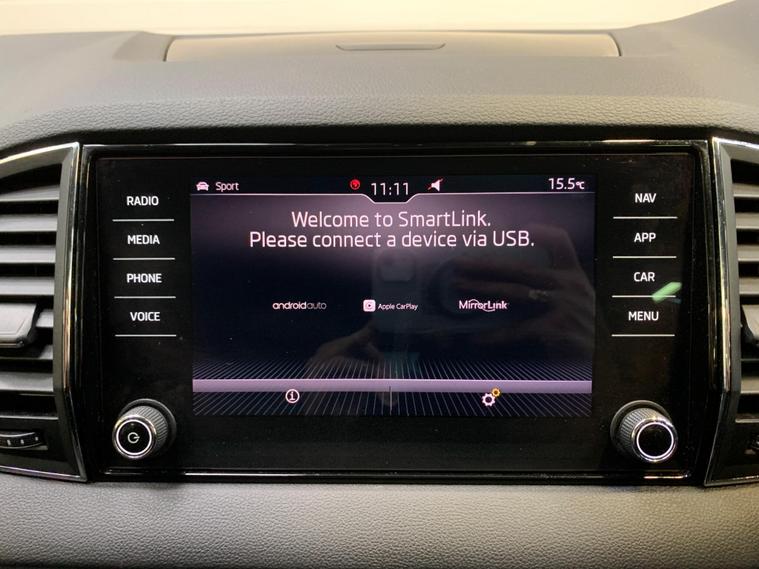 RADIO
MEDIA
PHONE
VOICE
Sport
11:11
15.5°C
Welcome to SmartLink.
Please connect a device via USB.
androidauto
Apple CarPlay
MirrorLink
NAV
APP
CAR
MENU